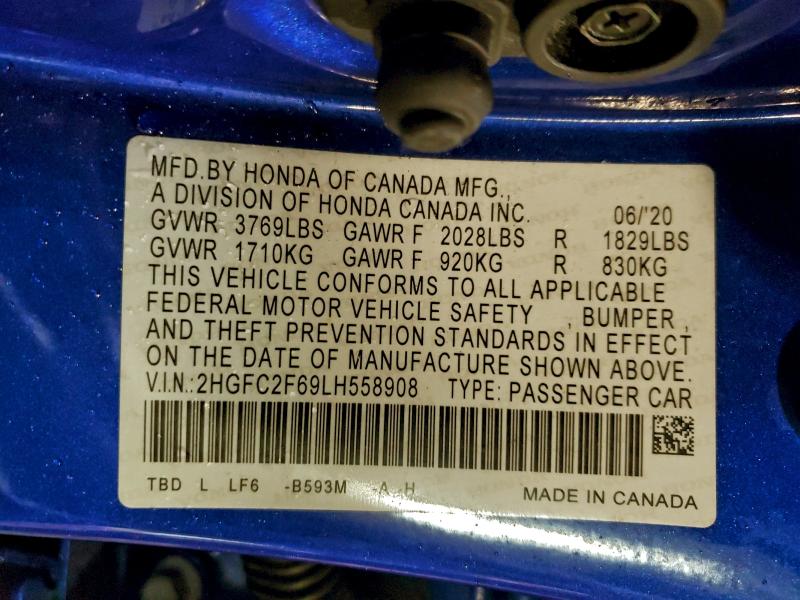 MFD.BY HONDA OF CANADA MFG.,
A DIVISION OF HONDA CANADA INC. 06/'20
GVWR 3769LBS GAWR F 2028LBS R 1829LBS
GVWR 1710KG GAWR F 920KG R 830KG
THIS VEHICLE CONFORMS TO ALL APPLICABLE
FEDERAL MOTOR VEHICLE SAFETY , BUMPER ,
AND THEFT PREVENTION STANDARDS IN EFFECT
ON THE DATE OF MANUFACTURE SHOWN ABOVE.
V.I.N.:2HGFC2F69LH558908 TYPE: PASSENGER CAR
TBD L LF6 -B593M A H MADE IN CANADA